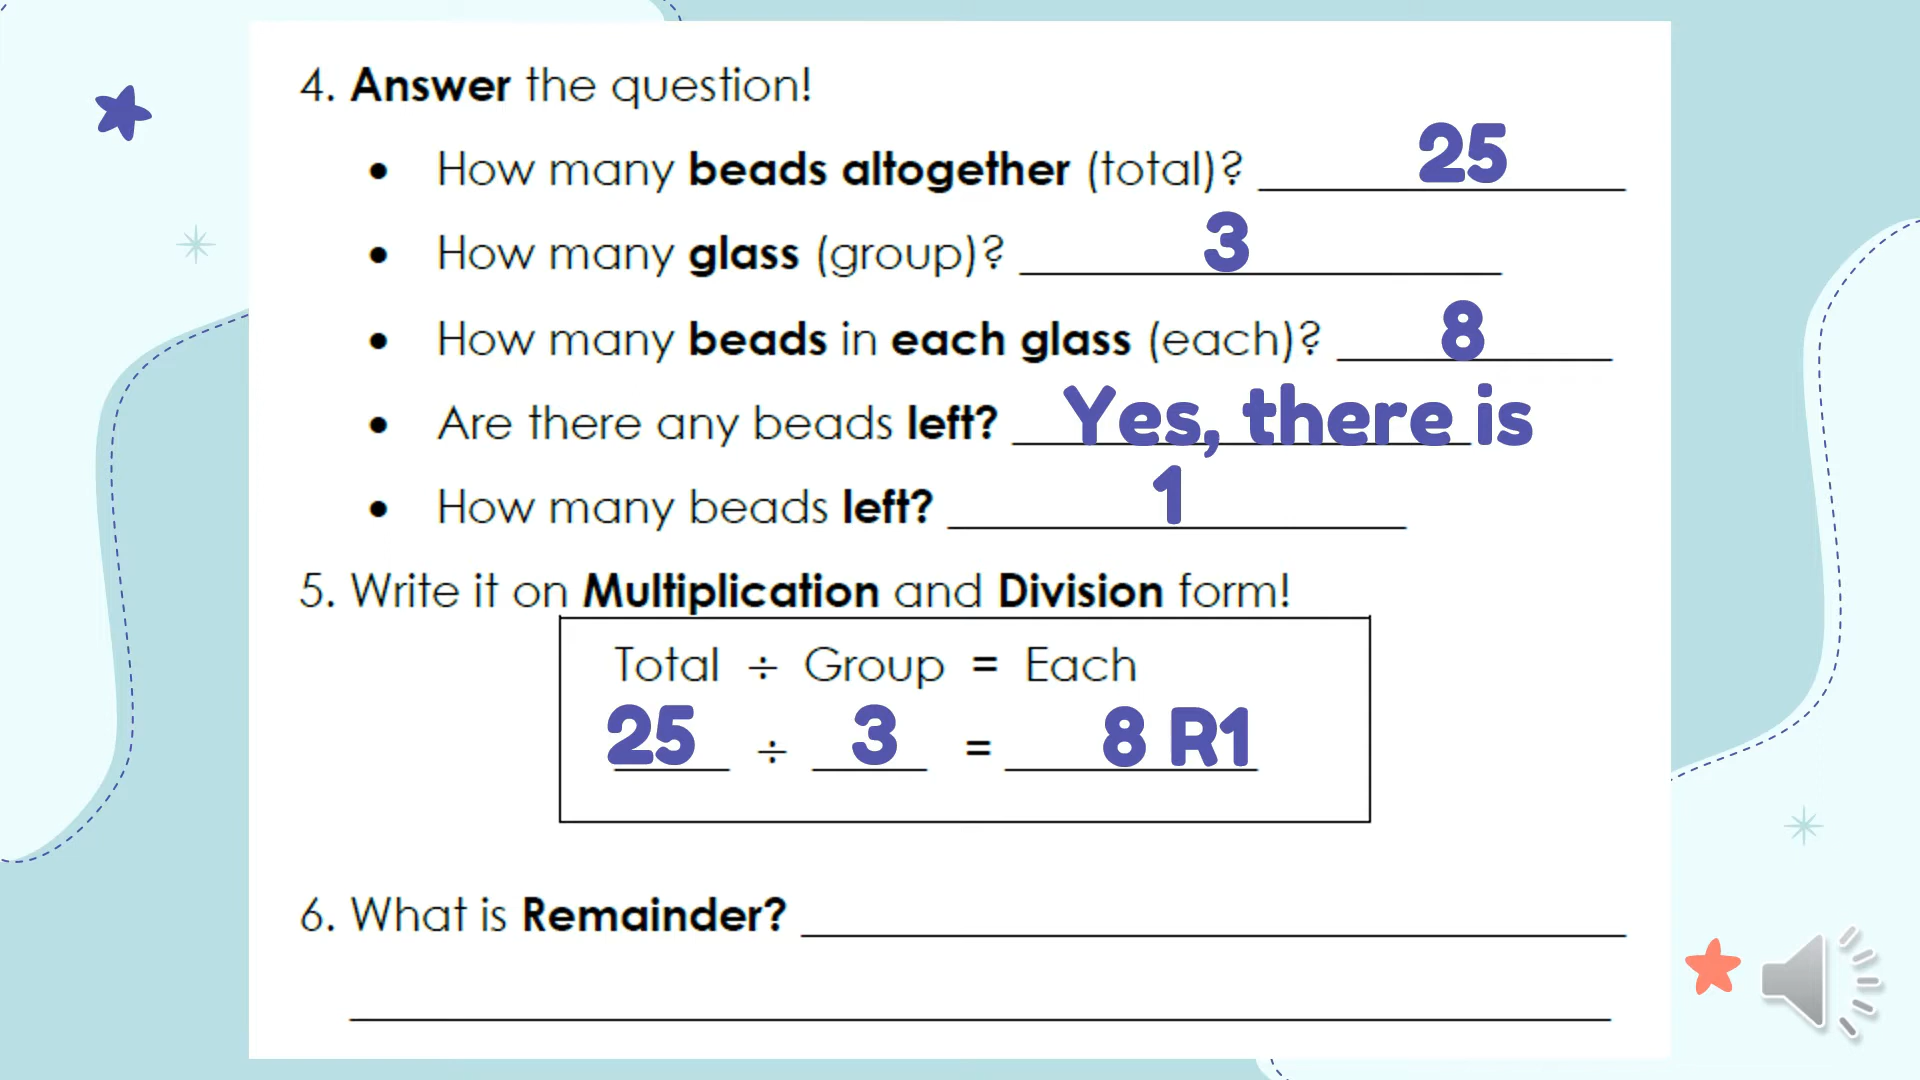 4. Answer the question!
• How many beads altogether (total)? 25
• How many glass (group)? 3
• How many beads in each glass (each)? 8
• Are there any beads left? Yes, there is
• How many beads left? 1
5. Write it on Multiplication and Division form!
Total ÷ Group = Each
25 ÷ 3 = 8 R1
6. What is Remainder?